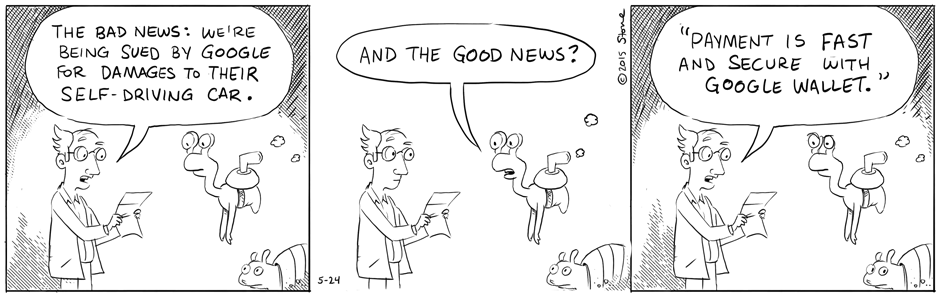 THE BAD NEWS: WE'RE
BEING SUED BY GOOGLE
FOR DAMAGES TO THEIR
SELF-DRIVING CAR.
5-24
AND THE GOOD NEWS?
©2015 Stone
"PAYMENT IS FAST
AND SECURE WITH
GOOGLE WALLET."